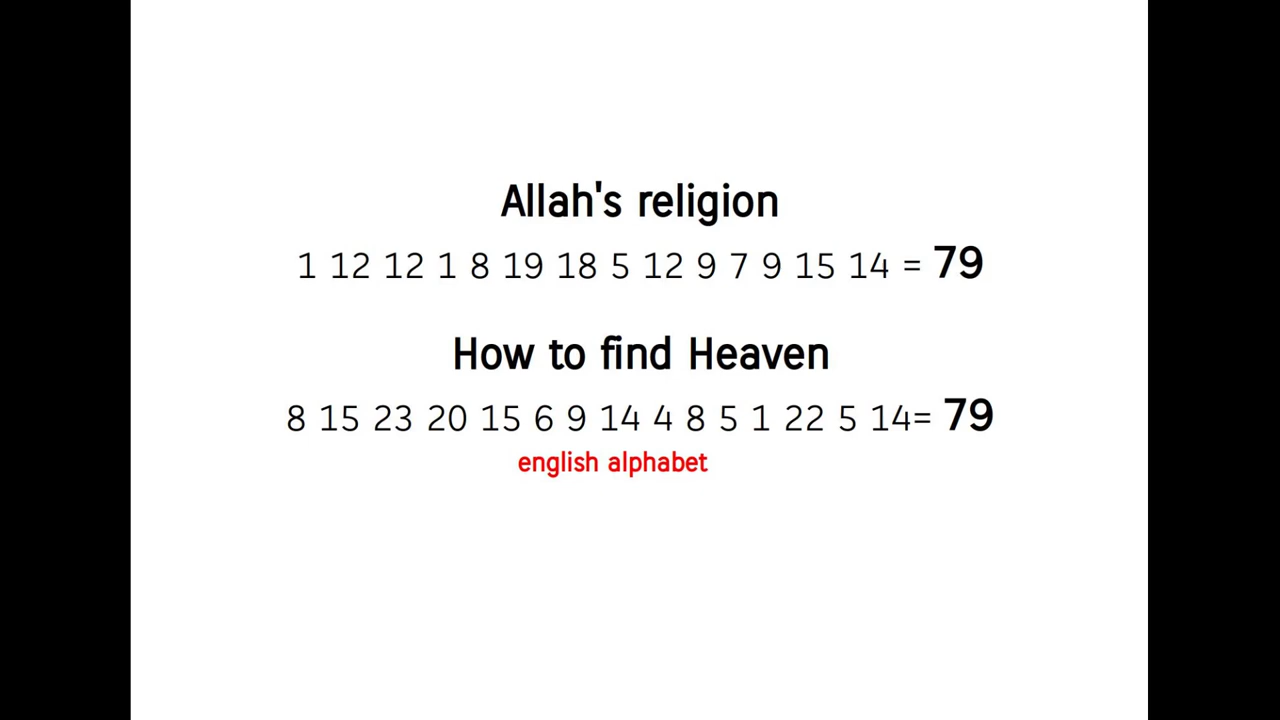 Allah's religion
1 12 12 1 8 19 18 5 12 9 7 9 15 14 = 79
How to find Heaven
8 15 23 20 15 6 9 14 4 8 5 1 22 5 14= 79
english alphabet